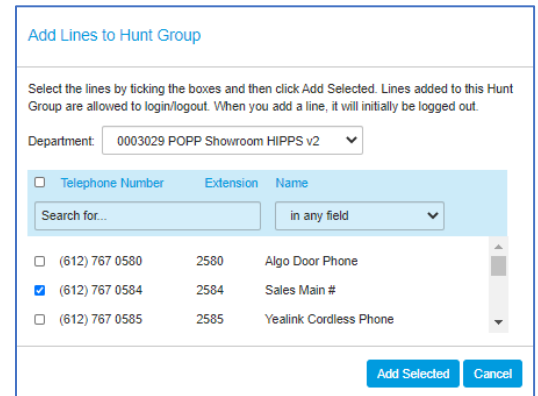 Add Lines to Hunt Group
Select the lines by ticking the boxes and then click Add Selected. Lines added to this Hunt
Group are allowed to login/logout. When you add a line, it will initially be logged out.
Department: 0003029 POPP Showroom HIPPS v2
Telephone Number Extension Name
Search for... in any field
(612) 767 0580 2580 Algo Door Phone
(612) 767 0584 2584 Sales Main #
(612) 767 0585 2585 Yealink Cordless Phone
Add Selected Cancel